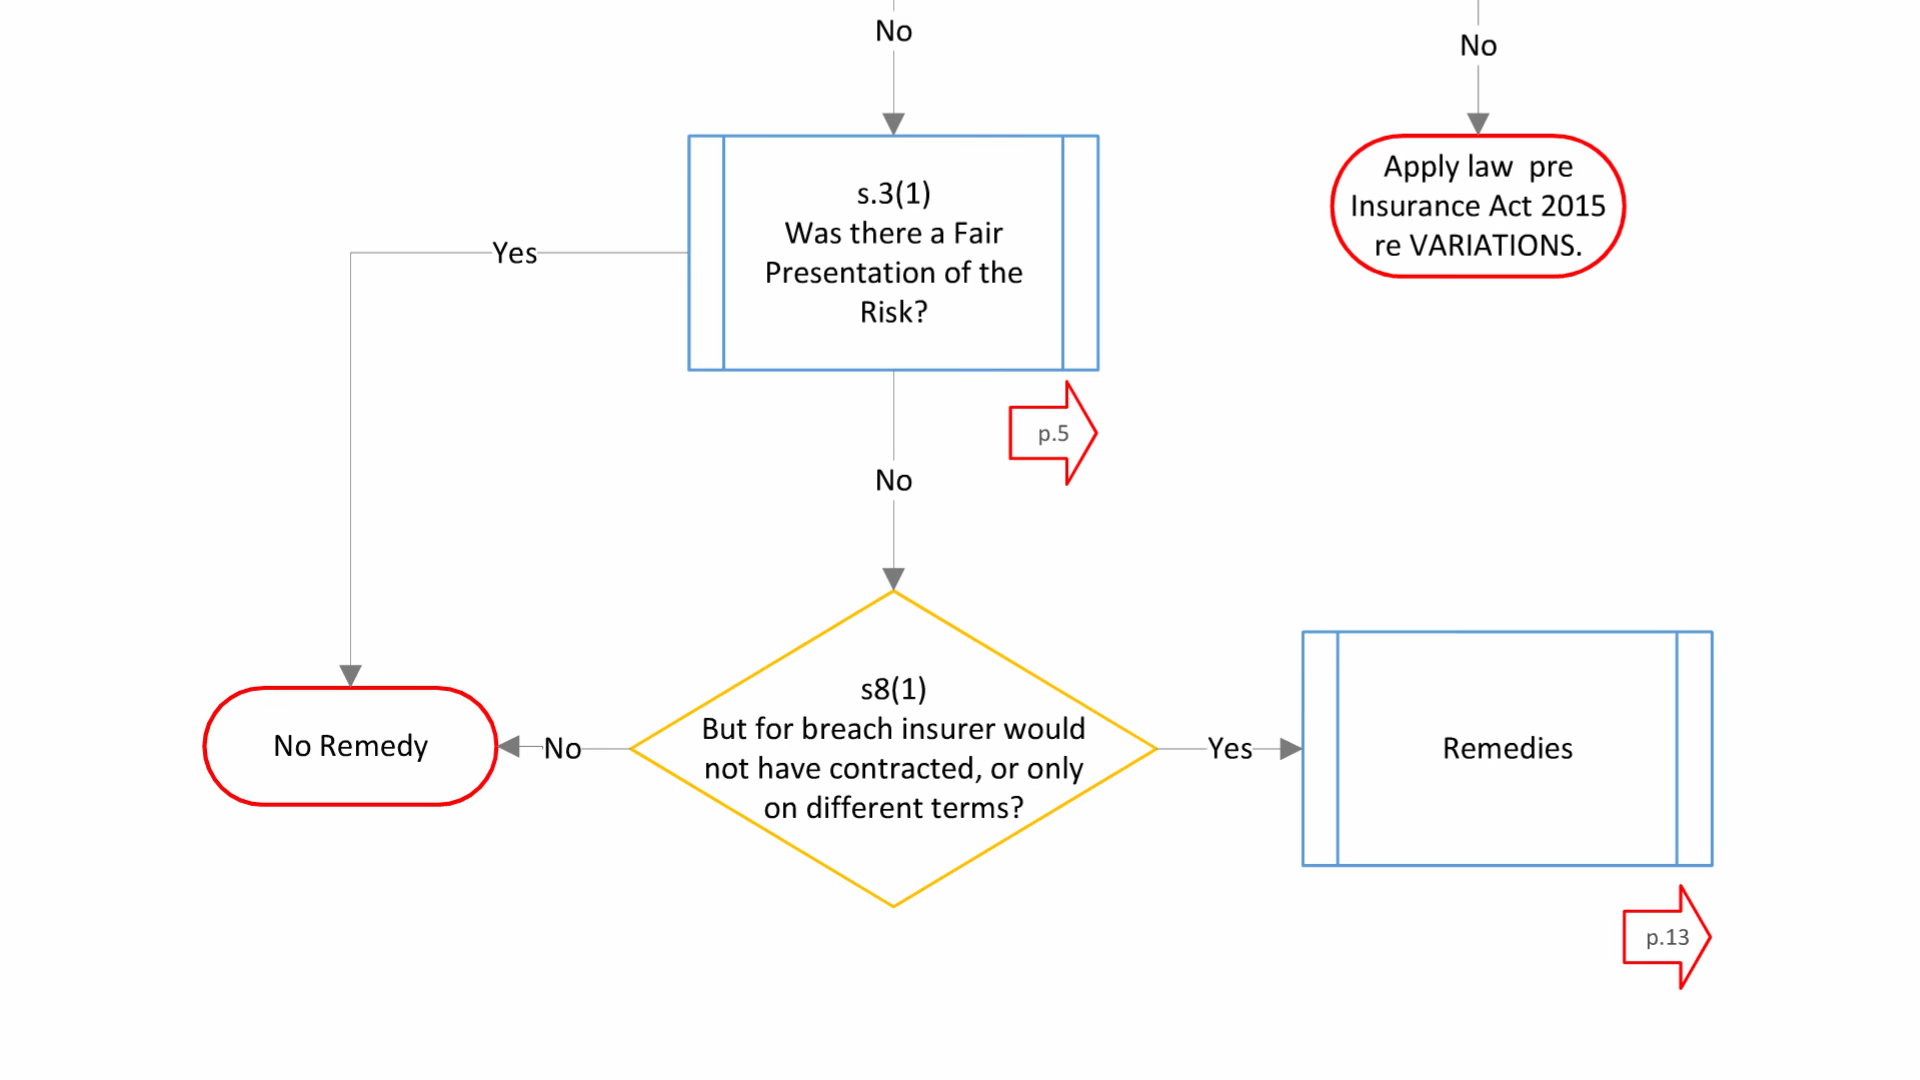 No
No
s.3(1)
Was there a Fair
Presentation of the
Risk?
Apply law  pre
Insurance Act 2015
re VARIATIONS.
Yes
p.5
No
s8(1)
But for breach insurer would
not have contracted, or only
on different terms?
No Remedy
No
Yes
Remedies
p.13